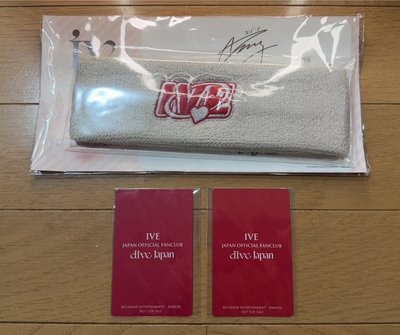 ive
IVE
IVE
JAPAN OFFICIAL FANCLUB
dive Japan
NOT FOR SALE
IVE
JAPAN OFFICIAL FANCLUB
dive Japan
NOT FOR SALE